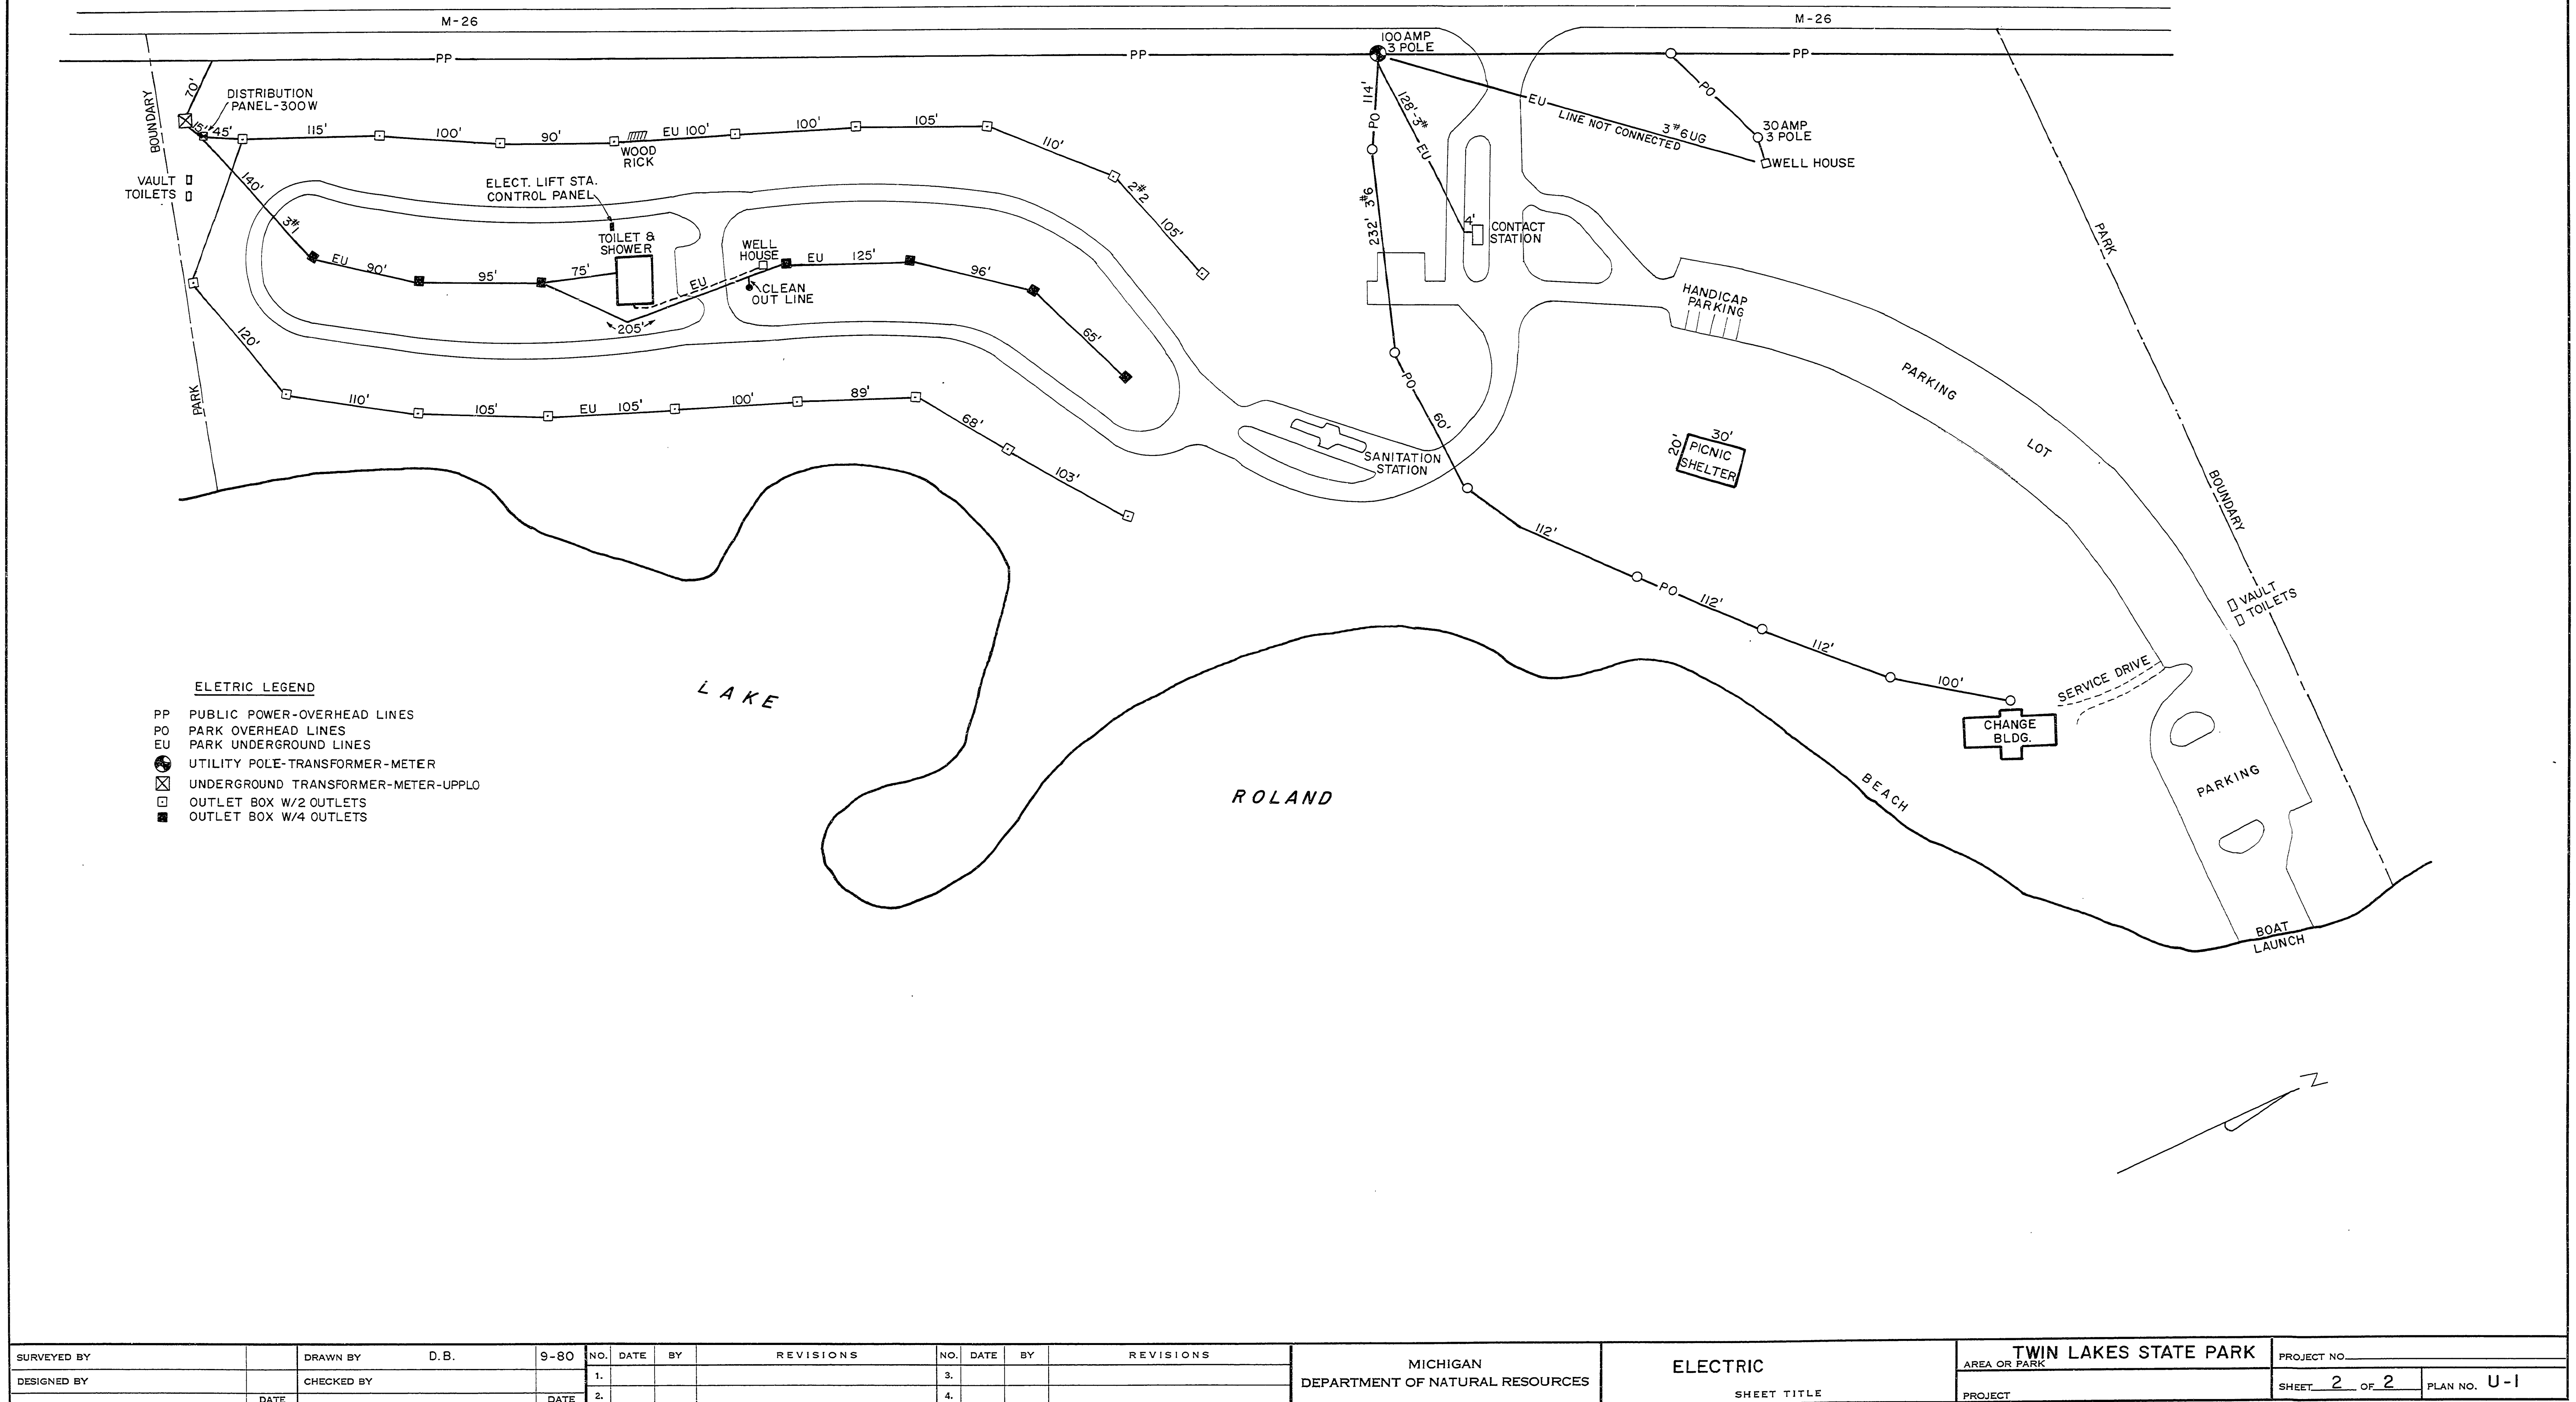 M-26
M-26
PP
PP
PP
100 AMP
3 POLE
70'
DISTRIBUTION
PANEL-300W
15'
45'
115'
100'
90'
EU 100'
100'
105'
110'
2#2
105'
WOOD
RICK
BOUNDARY
PARK
VAULT
TOILETS
140'
3#1
ELECT. LIFT STA.
CONTROL PANEL
TOILET &
SHOWER
WELL
HOUSE
EU
90'
95'
75'
EU
205'
CLEAN
OUT LINE
EU
125'
96'
65'
120'
110'
105'
EU
105'
100'
89'
68'
103'
114'
PO
128'-3#
EU
232'
3#6
4'
CONTACT
STATION
EU
LINE NOT CONNECTED
3#6 UG
PO
30 AMP
3 POLE
WELL HOUSE
PARK
BOUNDARY
HANDICAP
PARKING
PARKING
LOT
PO
60'
SANITATION
STATION
20'
30'
PICNIC
SHELTER
112'
PO
112'
112'
100'
VAULT
TOILETS
SERVICE DRIVE
CHANGE
BLDG.
PARKING
BEACH
BOAT
LAUNCH
LAKE
ROLAND
ELETRIC LEGEND
PP PUBLIC POWER-OVERHEAD LINES
PO PARK OVERHEAD LINES
EU PARK UNDERGROUND LINES
UTILITY POLE-TRANSFORMER-METER
UNDERGROUND TRANSFORMER-METER-UPPLO
OUTLET BOX W/2 OUTLETS
OUTLET BOX W/4 OUTLETS
N
SURVEYED BY
DESIGNED BY
DATE
DRAWN BY D.B. 9-80
CHECKED BY
DATE
NO. DATE BY REVISIONS
1.
2.
NO. DATE BY REVISIONS
3.
4.
MICHIGAN
DEPARTMENT OF NATURAL RESOURCES
ELECTRIC
SHEET TITLE
TWIN LAKES STATE PARK
AREA OR PARK
PROJECT
PROJECT NO.
SHEET 2 OF 2
PLAN NO. U-1